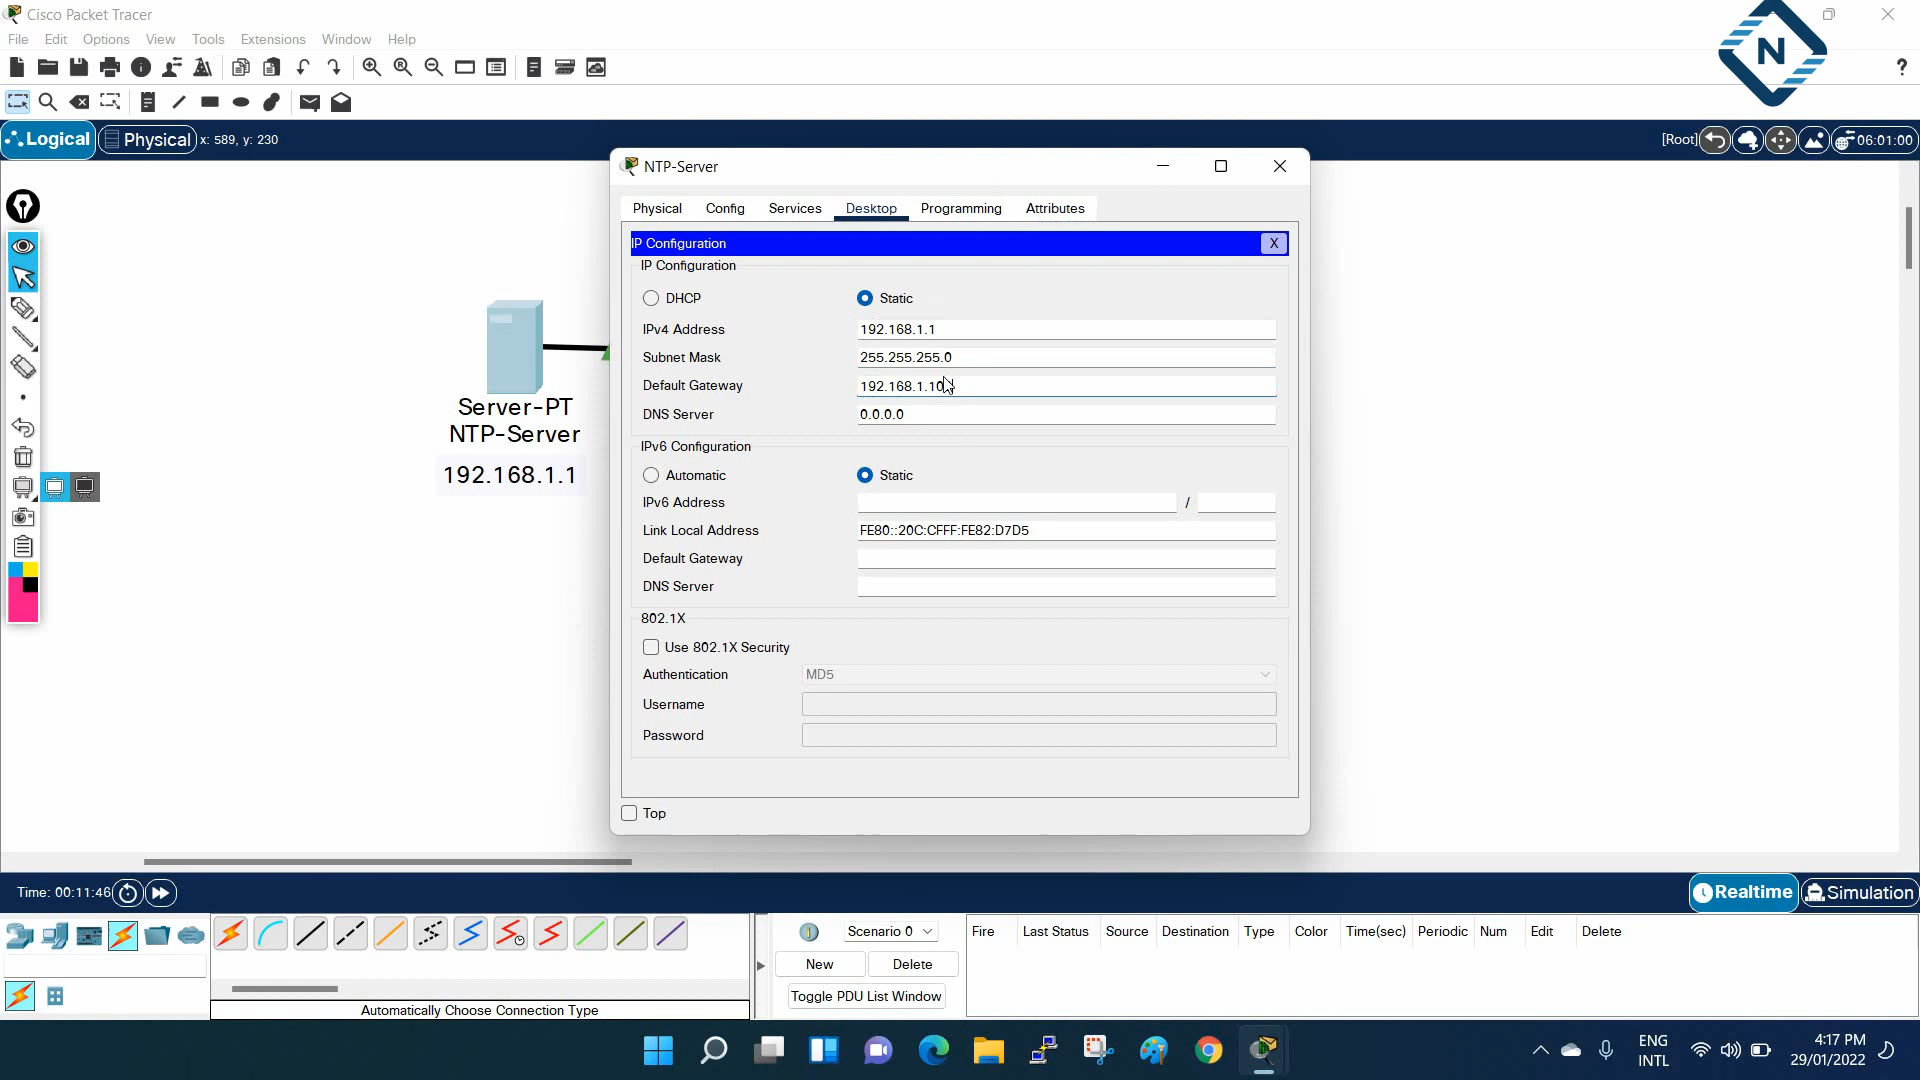 Cisco Packet Tracer
File Edit Options View Tools Extensions Window Help
N
?
Logical Physical x: 589, y: 230
[Root] 06:01:00
NTP-Server
Physical Config Services Desktop Programming Attributes
IP Configuration X
IP Configuration
DHCP Static
IPv4 Address 192.168.1.1
Subnet Mask 255.255.255.0
Default Gateway 192.168.1.10
DNS Server 0.0.0.0
IPv6 Configuration
Automatic Static
IPv6 Address /
Link Local Address FE80::20C:CFFF:FE82:D7D5
Default Gateway
DNS Server
802.1X
Use 802.1X Security
Authentication MD5
Username
Password
Top
Server-PT
NTP-Server
192.168.1.1
Time: 00:11:46
Realtime Simulation
Scenario 0
New Delete
Toggle PDU List Window
Fire Last Status Source Destination Type Color Time(sec) Periodic Num Edit Delete
Automatically Choose Connection Type
ENG
INTL
4:17 PM
29/01/2022